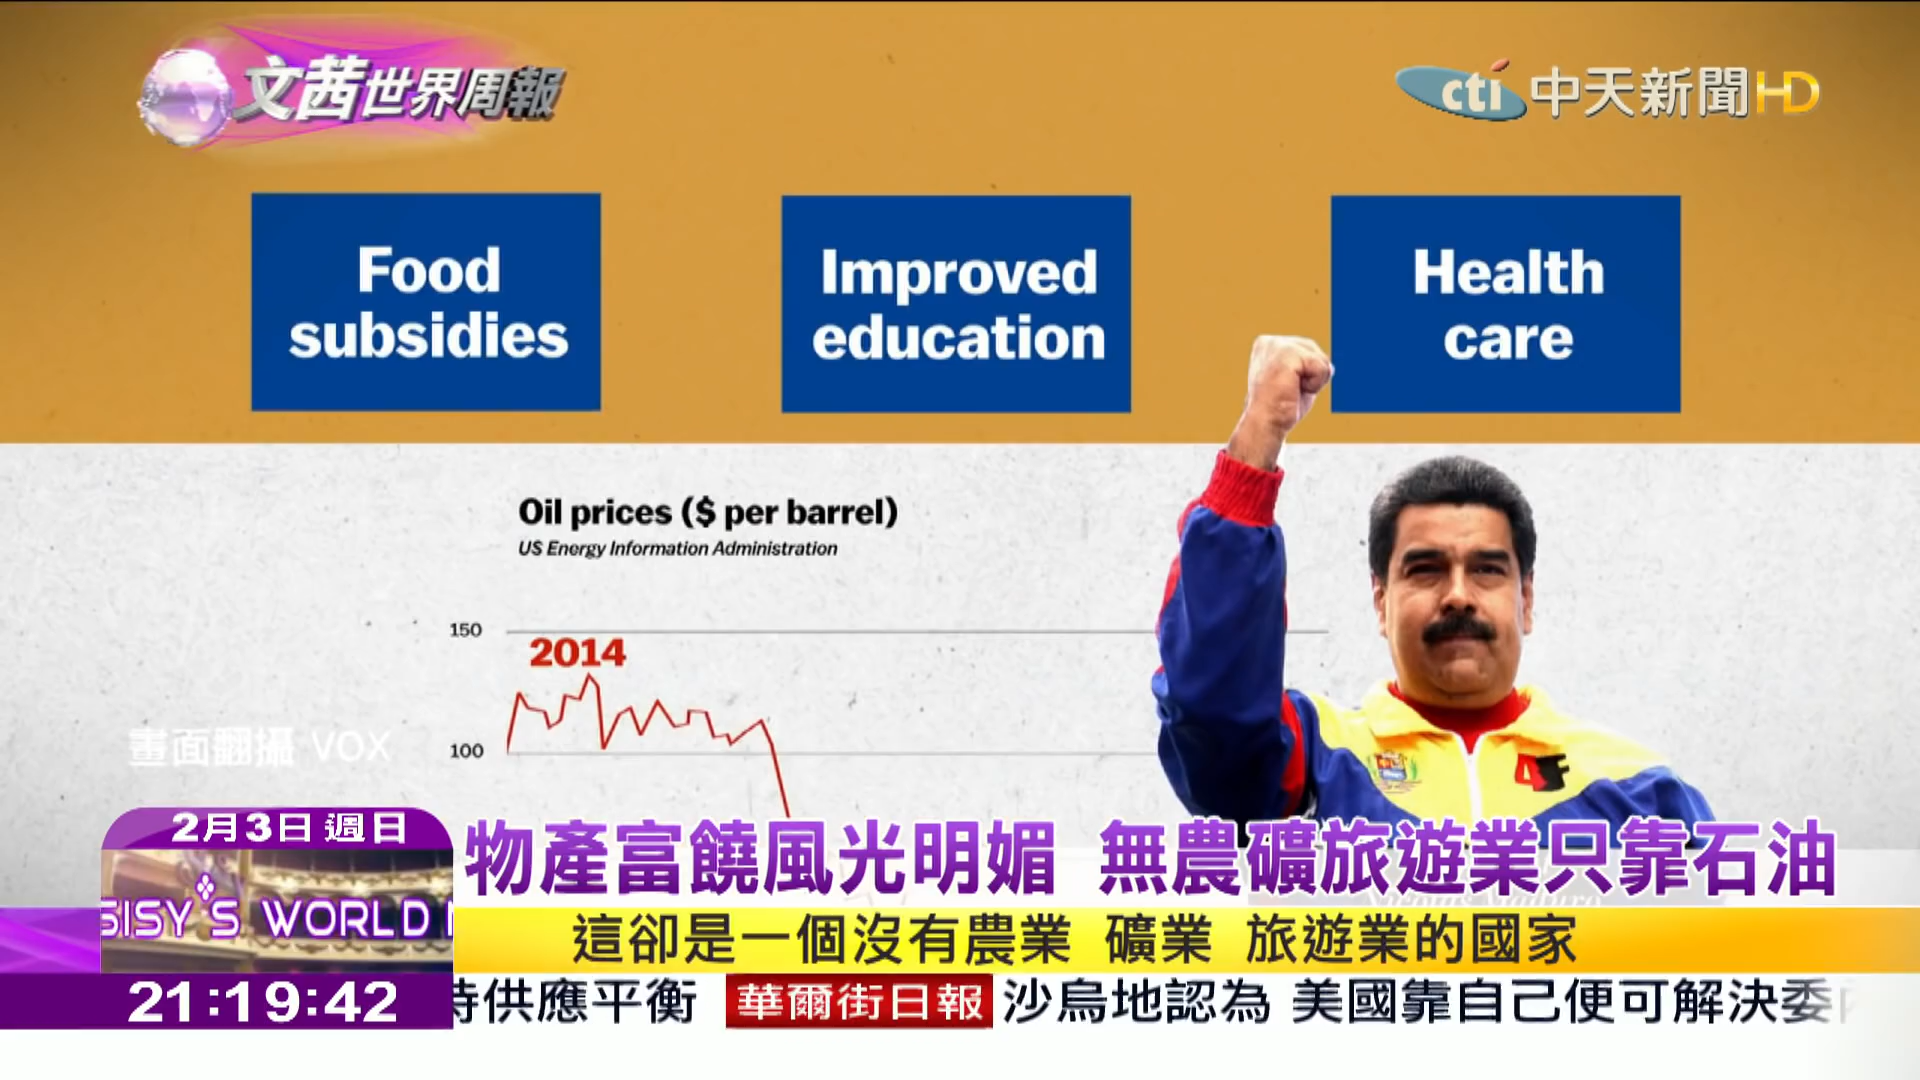 文茜世界周報
cti 中天新聞HD
Food
subsidies
Improved
education
Health
care
Oil prices ($ per barrel)
US Energy Information Administration
150
2014
100
畫面翻攝 VOX
4F
2月3日 週日
物產富饒風光明媚 無農礦旅遊業只靠石油
SISY'S WORLD
這卻是一個沒有農業 礦業 旅遊業的國家
21:19:42
供應平衡 華爾街日報 沙烏地認為 美國靠自己便可解決委